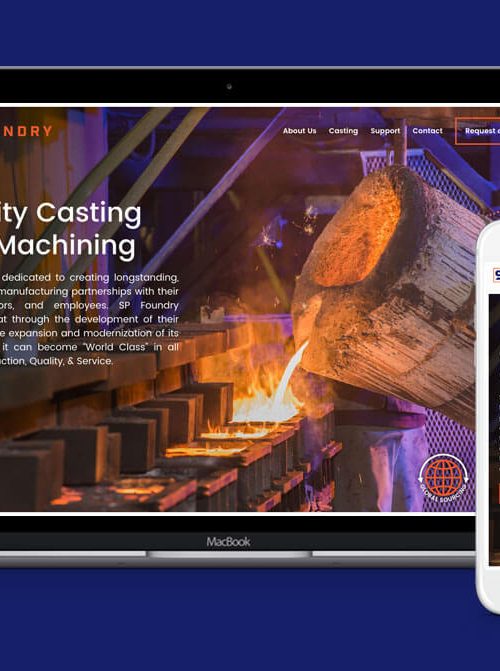 NDRY
About Us Casting Support Contact Request
ity Casting
Machining
dedicated to creating longstanding,
manufacturing partnerships with their
ors, and employees. SP Foundry
at through the development of their
e expansion and modernization of its
it can become "World Class" in all
uction, Quality, & Service.
GLOBAL SOURCING
MacBook